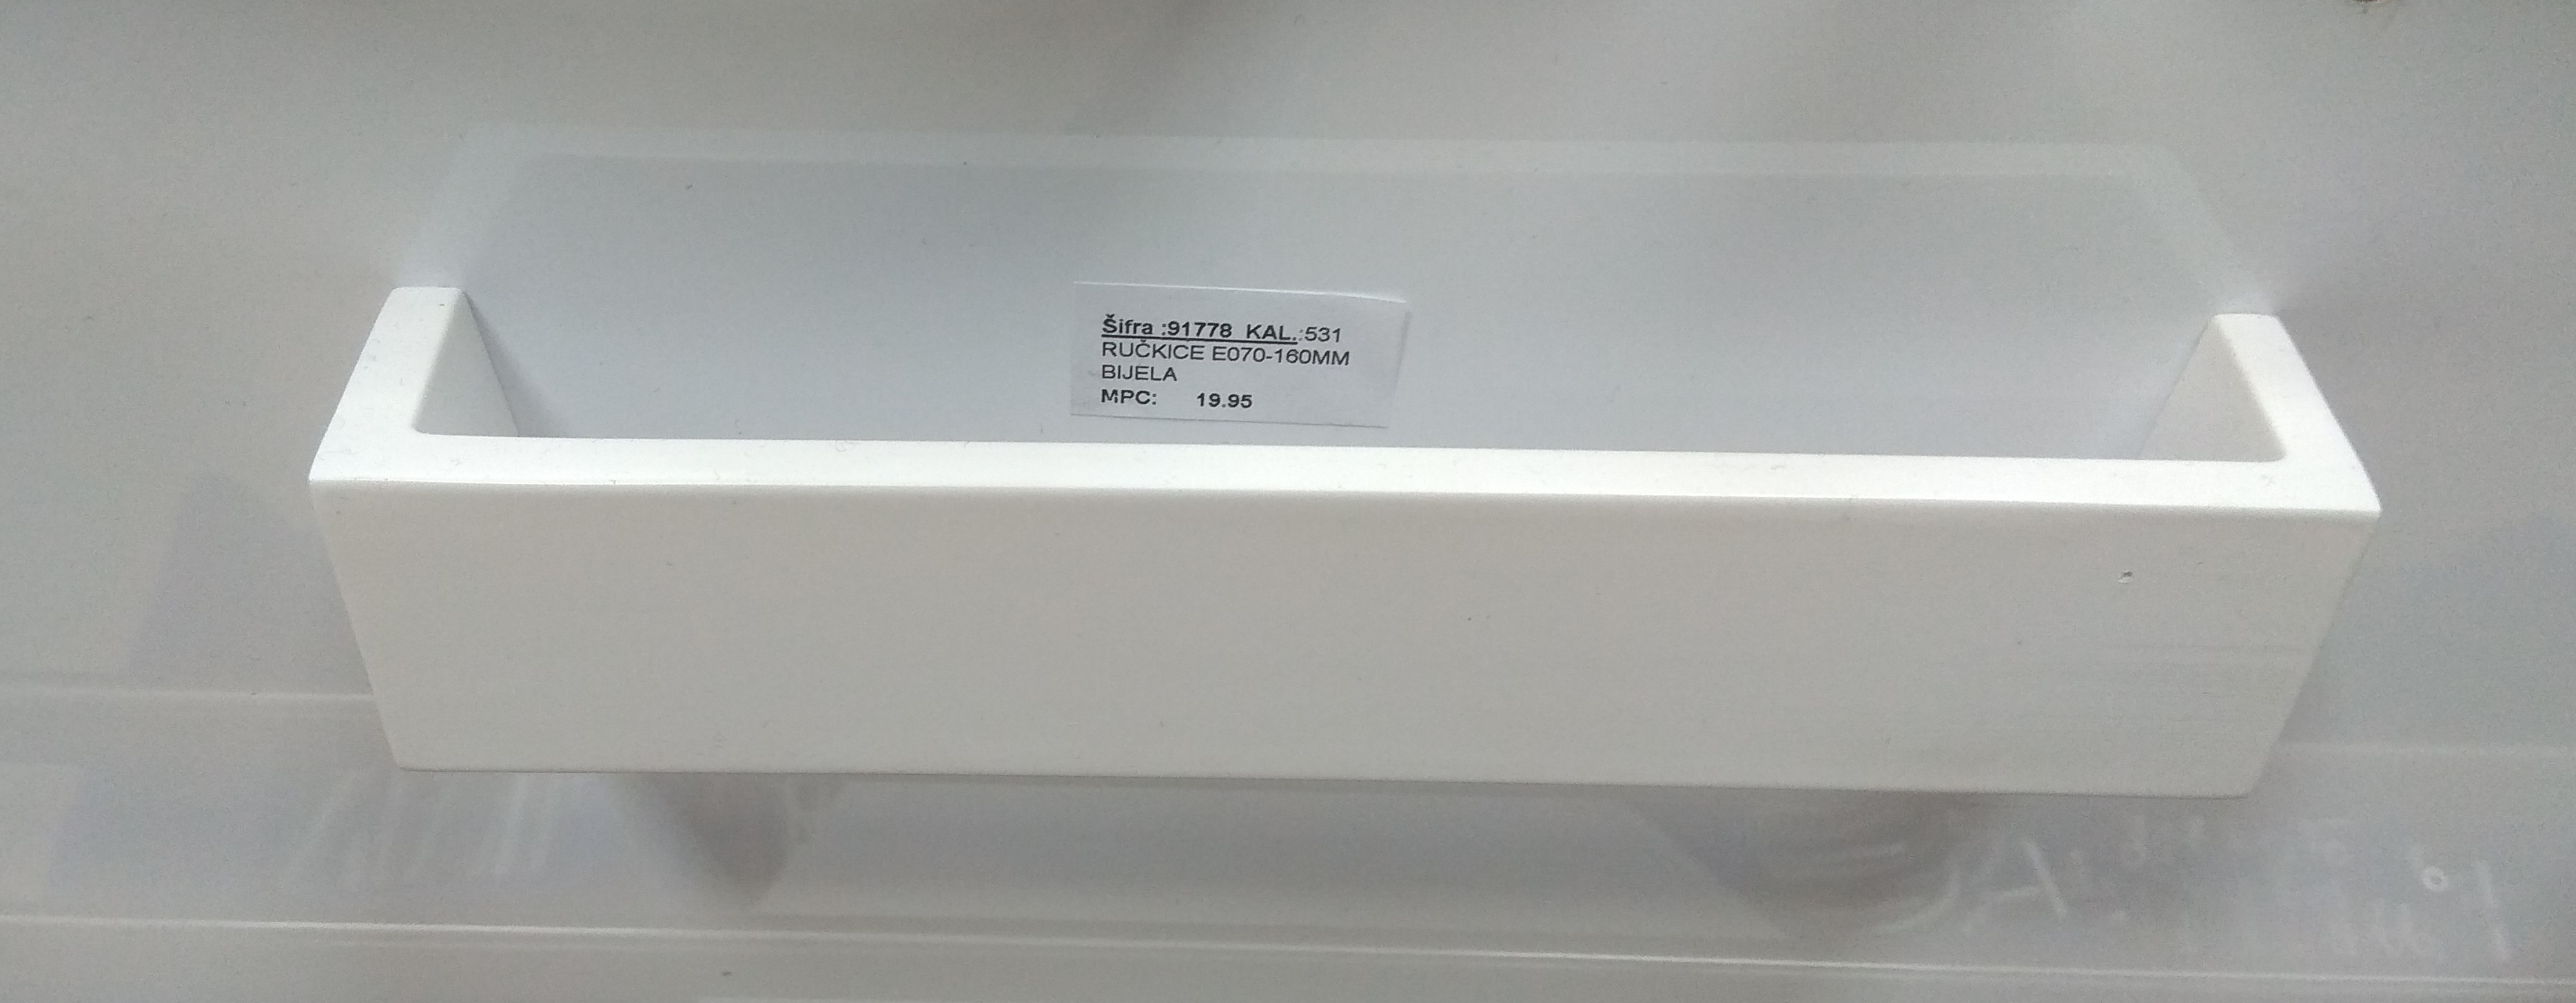 Šifra :91778 KAL.:531
RUČKICE E070-160MM
BIJELA
MPC: 19.95